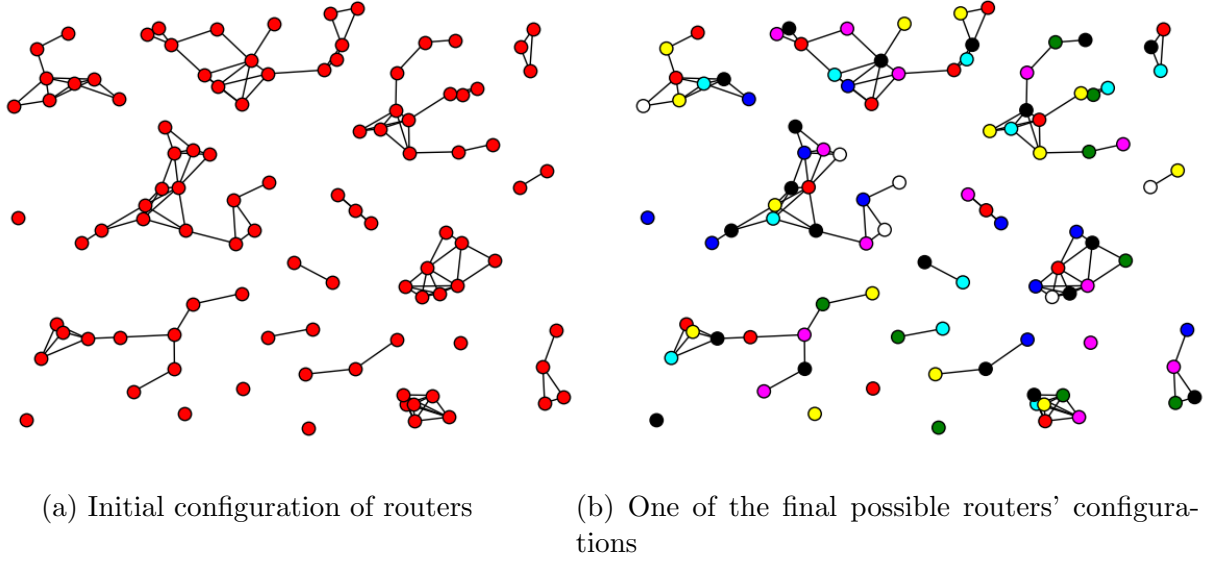 (a) Initial configuration of routers
(b) One of the final possible routers' configura-
tions